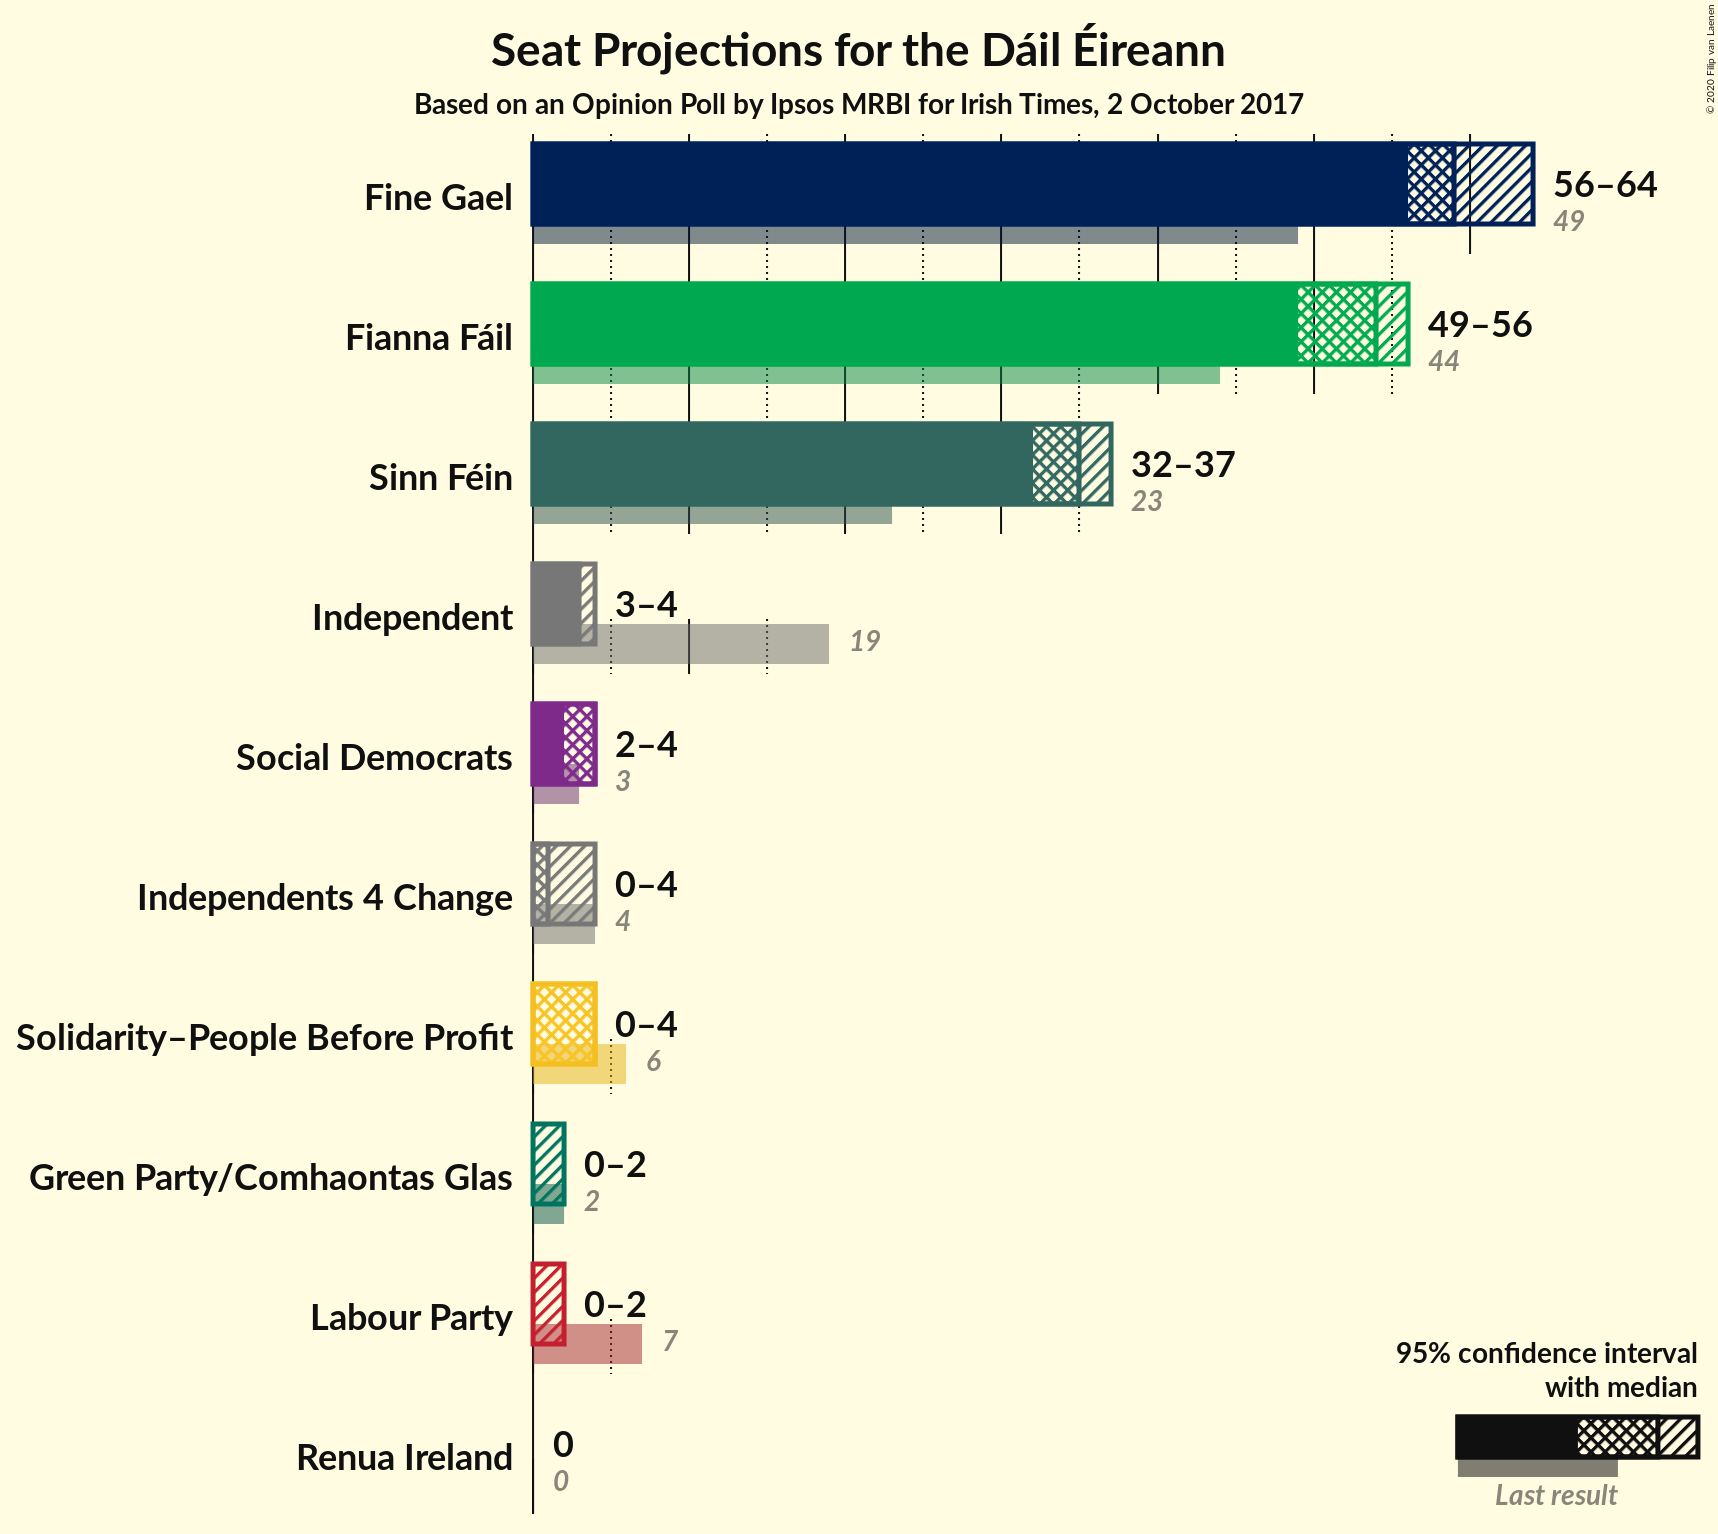 Seat Projections for the Dáil Éireann
Based on an Opinion Poll by Ipsos MRBI for Irish Times, 2 October 2017
© 2020 Filip van Laenen
Fine Gael
56–64
49
Fianna Fáil
49–56
44
Sinn Féin
32–37
23
Independent
3–4
19
Social Democrats
2–4
3
Independents 4 Change
0–4
4
Solidarity–People Before Profit
0–4
6
Green Party/Comhaontas Glas
0–2
2
Labour Party
0–2
7
Renua Ireland
0
0
95% confidence interval
with median
Last result